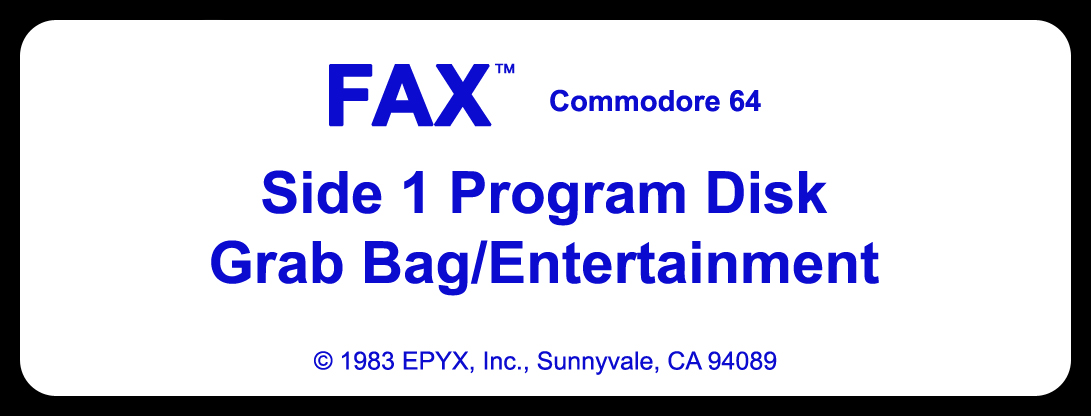 FAX™ Commodore 64
Side 1 Program Disk
Grab Bag/Entertainment
© 1983 EPYX, Inc., Sunnyvale, CA 94089